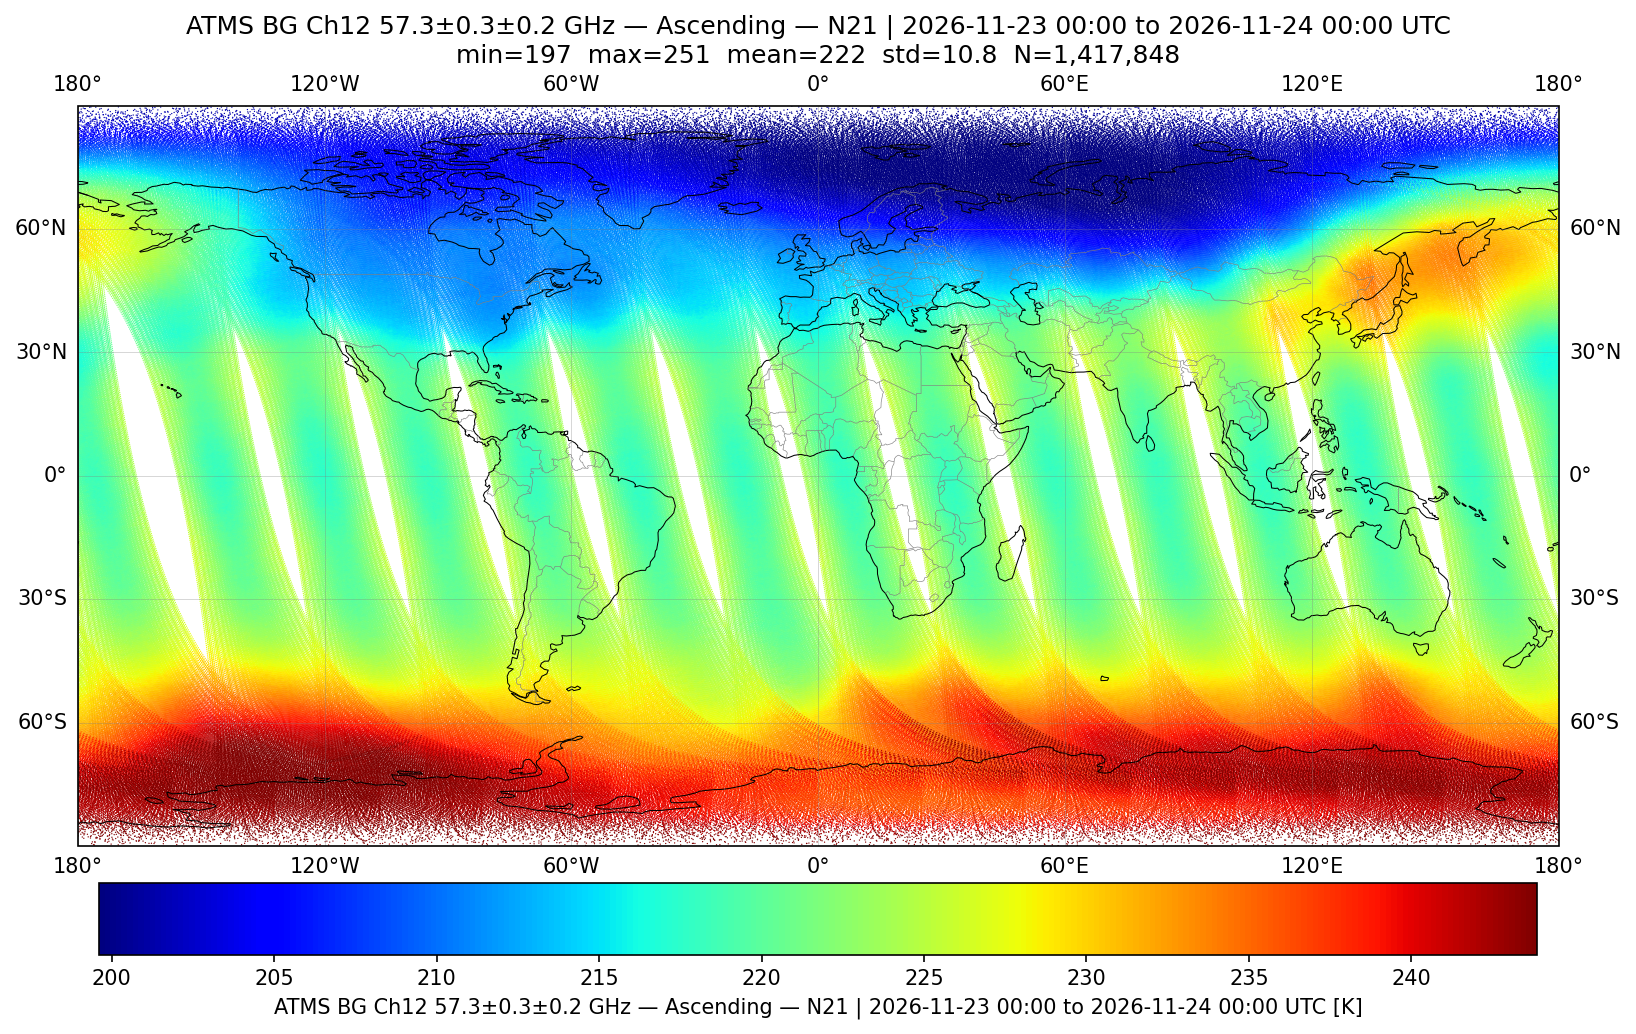 ATMS BG Ch12 57.3±0.3±0.2 GHz — Ascending — N21 | 2026-11-23 00:00 to 2026-11-24 00:00 UTC
min=197 max=251 mean=222 std=10.8 N=1,417,848
180° 120°W 60°W 0° 60°E 120°E 180°
60°N 60°N
30°N 30°N
0° 0°
30°S 30°S
60°S 60°S
180° 120°W 60°W 0° 60°E 120°E 180°
200 205 210 215 220 225 230 235 240
ATMS BG Ch12 57.3±0.3±0.2 GHz — Ascending — N21 | 2026-11-23 00:00 to 2026-11-24 00:00 UTC [K]